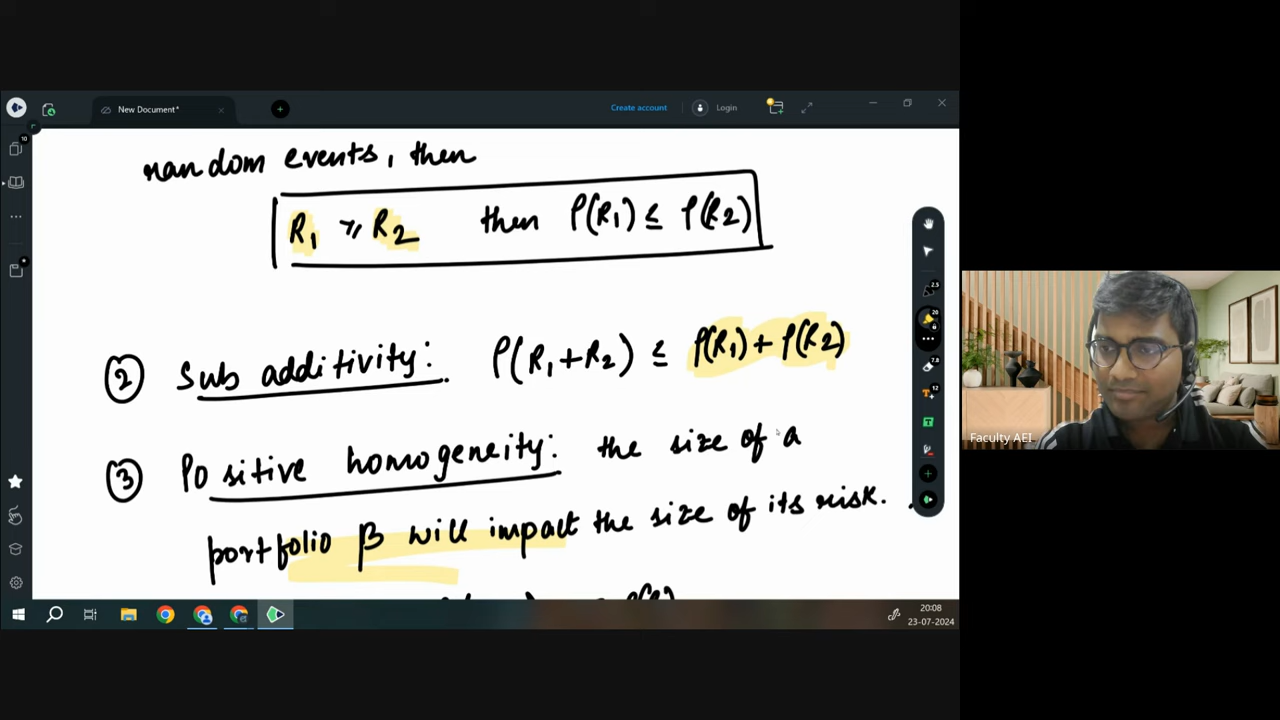 New Document*
Create account
Login
random events, then
R₁ ≥ R₂ then ρ(R₁) ≤ ρ(R₂)
② Sub additivity: ρ(R₁+R₂) ≤ ρ(R₁) + ρ(R₂)
③ Positive homogeneity: the size of a
portfolio β will impact the size of its risk.
Faculty AEI
20:08
23-07-2024